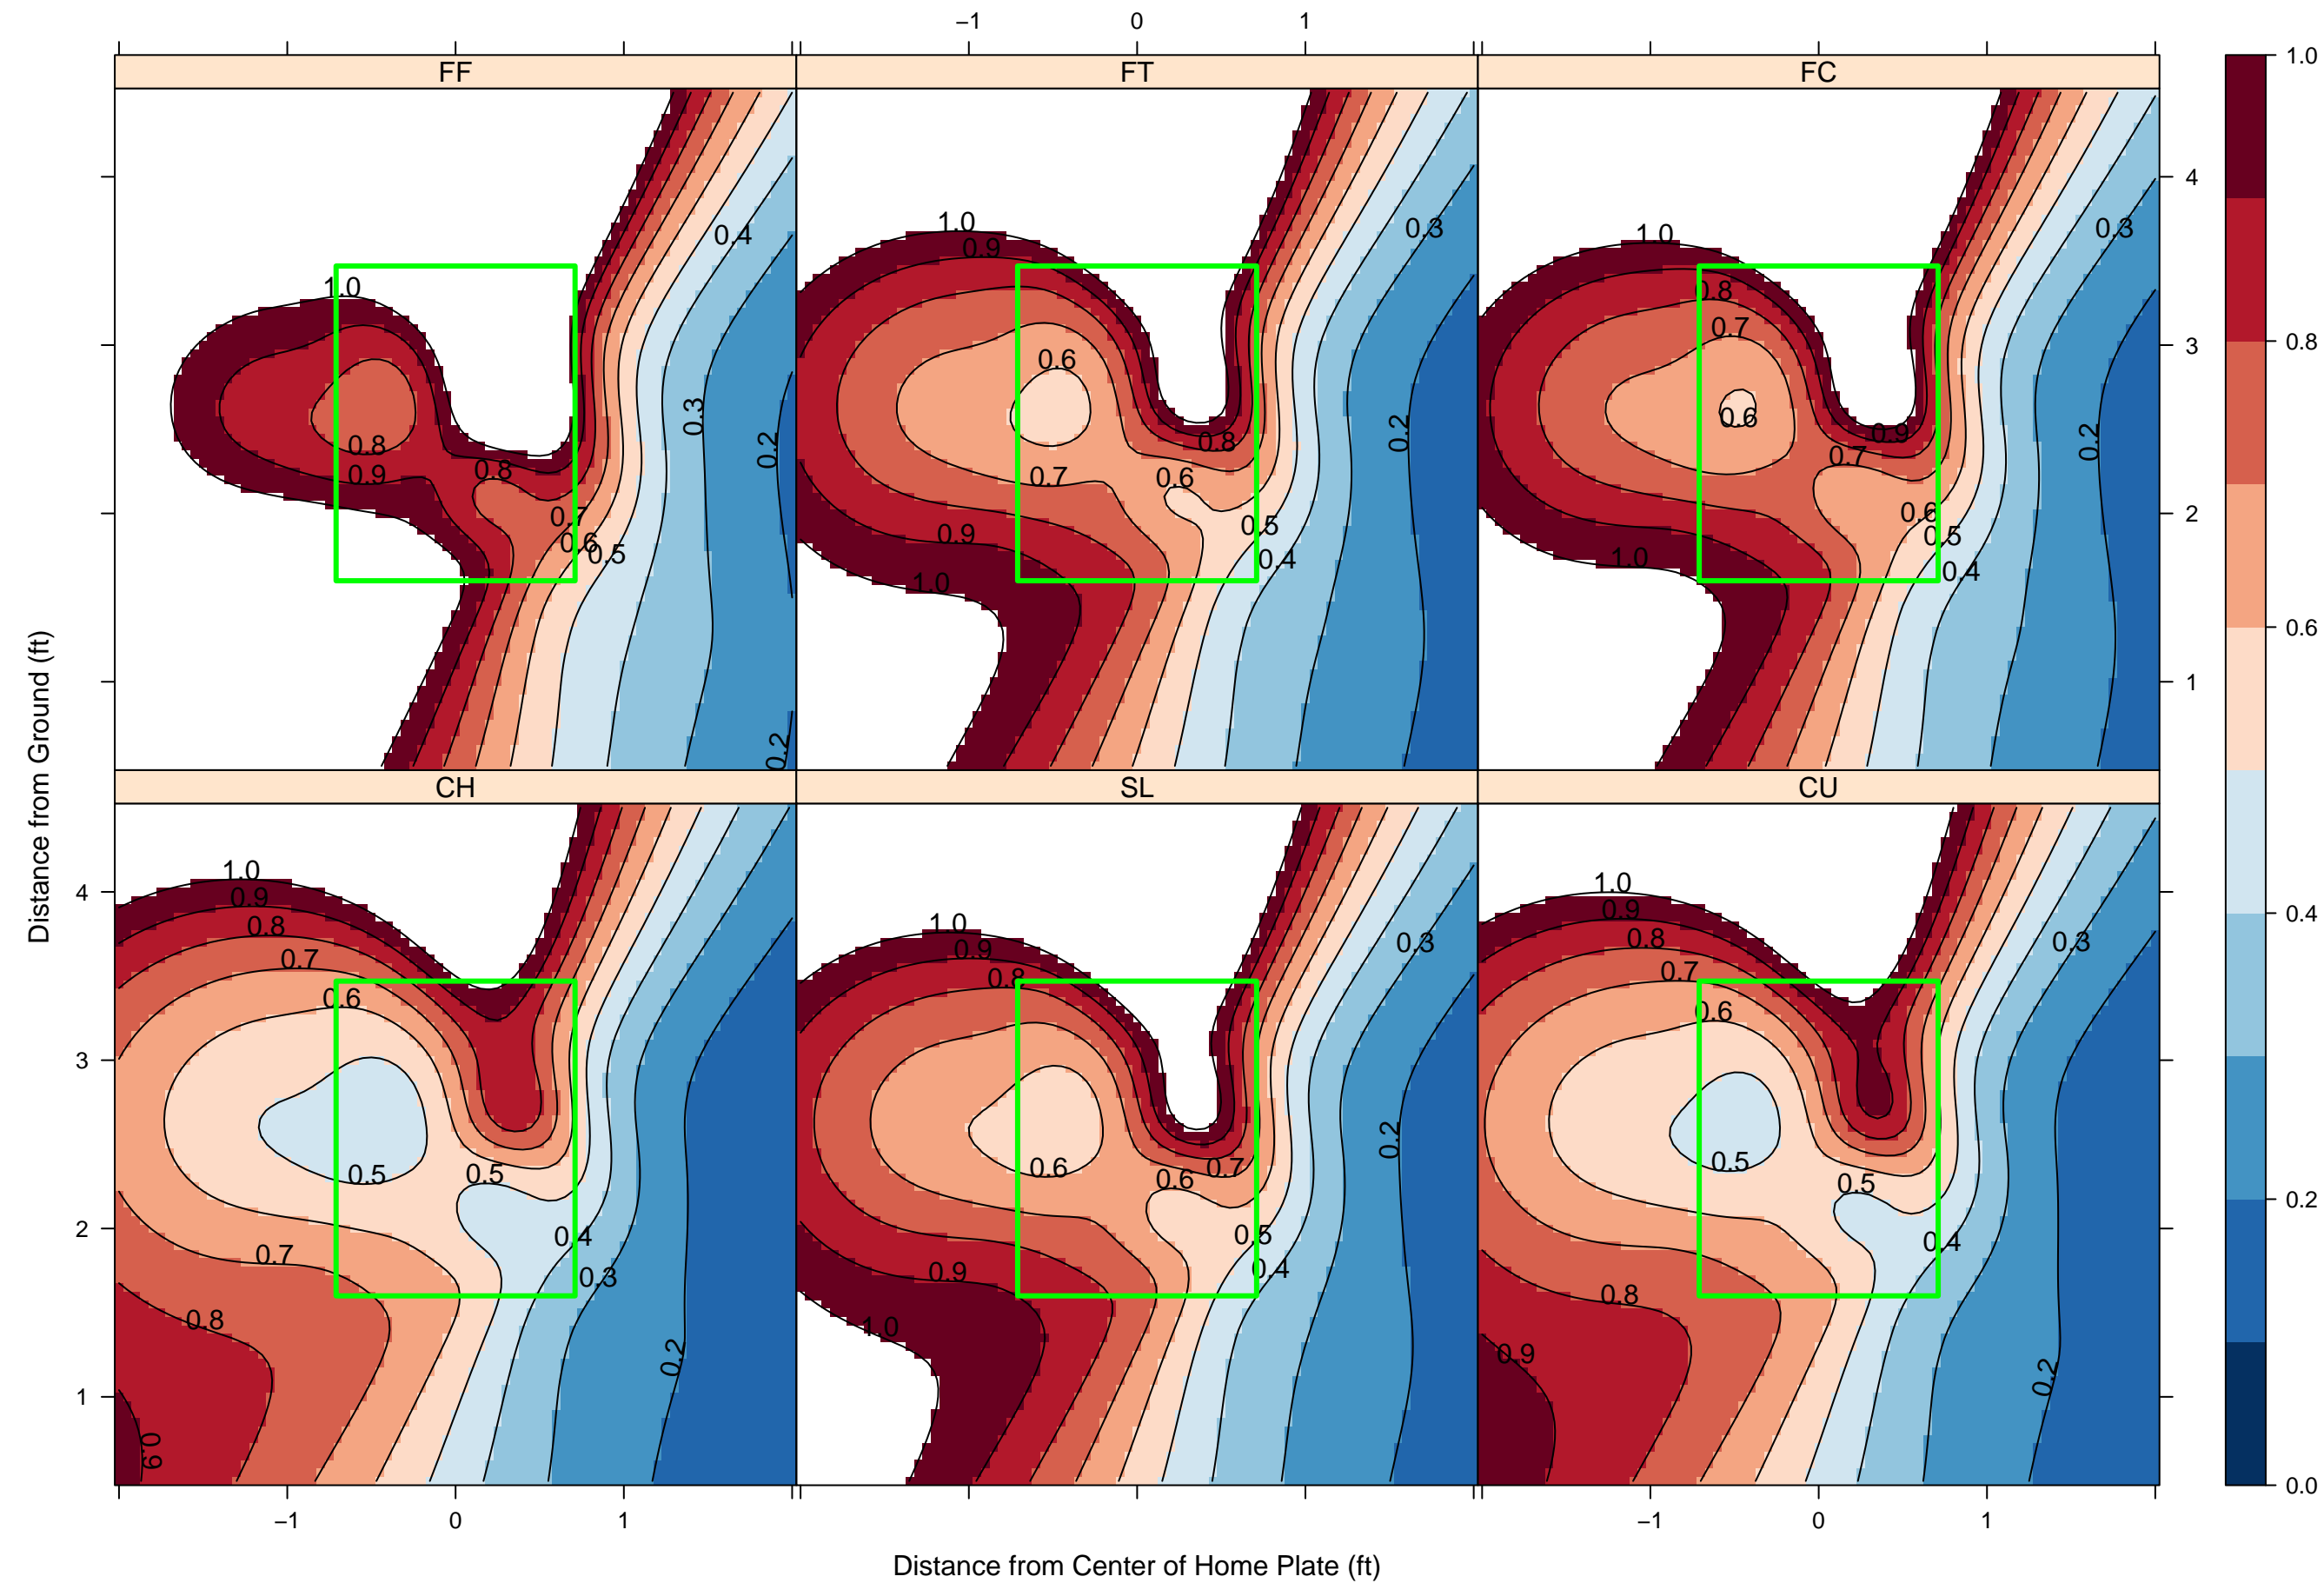 −1 0 1
FF FT FC
1.0
0.8
0.6
0.4
0.2
0.0
4
3
2
1
1.0 0.8 0.9 0.8 0.7 0.6 0.5 0.4 0.3 0.2 0.2
1.0 0.9 0.6 0.7 0.6 0.8 0.5 0.4 0.9 1.0 0.3 0.2
1.0 0.8 0.7 0.6 0.9 0.7 0.6 0.5 0.4 1.0 0.3 0.2
CH SL CU
4
3
2
1
1.0 0.9 0.8 0.7 0.6 0.5 0.5 0.4 0.3 0.7 0.8 0.9 0.2
1.0 0.9 0.8 0.6 0.6 0.7 0.5 0.4 0.9 1.0 0.3 0.2
1.0 0.9 0.8 0.7 0.6 0.5 0.5 0.4 0.8 0.9 0.3 0.2
−1 0 1 −1 0 1
Distance from Center of Home Plate (ft)
Distance from Ground (ft)